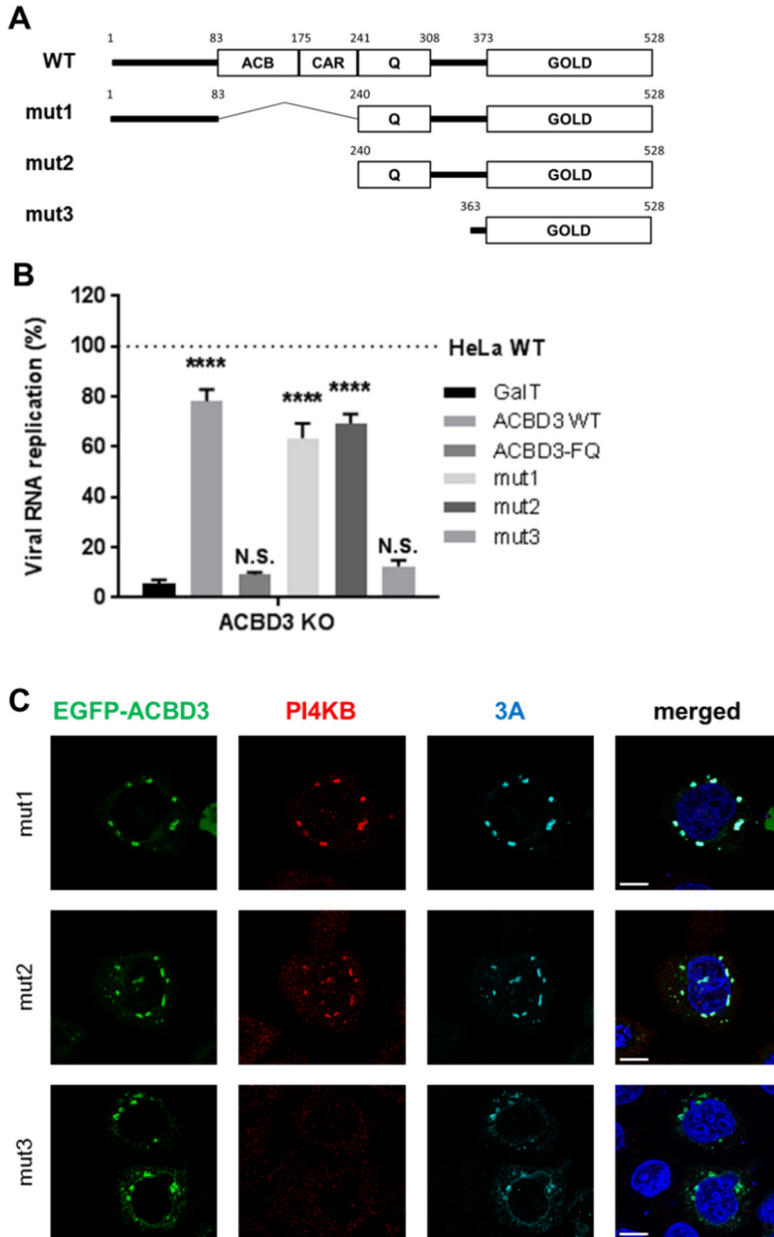 A
1 83 175 241 308 373 528
WT ACB CAR Q GOLD
1 83 240 528
mut1 Q GOLD
240 528
mut2 Q GOLD
363 528
mut3 GOLD
B
Viral RNA replication (%)
120
100
80
60
40
20
0
**** N.S. **** **** N.S.
ACBD3 KO
HeLa WT
GalT
ACBD3 WT
ACBD3-FQ
mut1
mut2
mut3
C
EGFP-ACBD3 PI4KB 3A merged
mut1
mut2
mut3